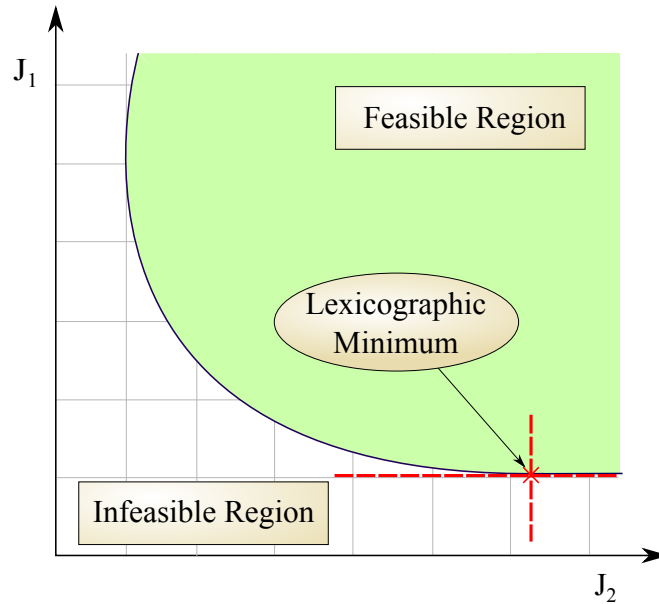 J₁
Feasible Region
Lexicographic
Minimum
Infeasible Region
J₂